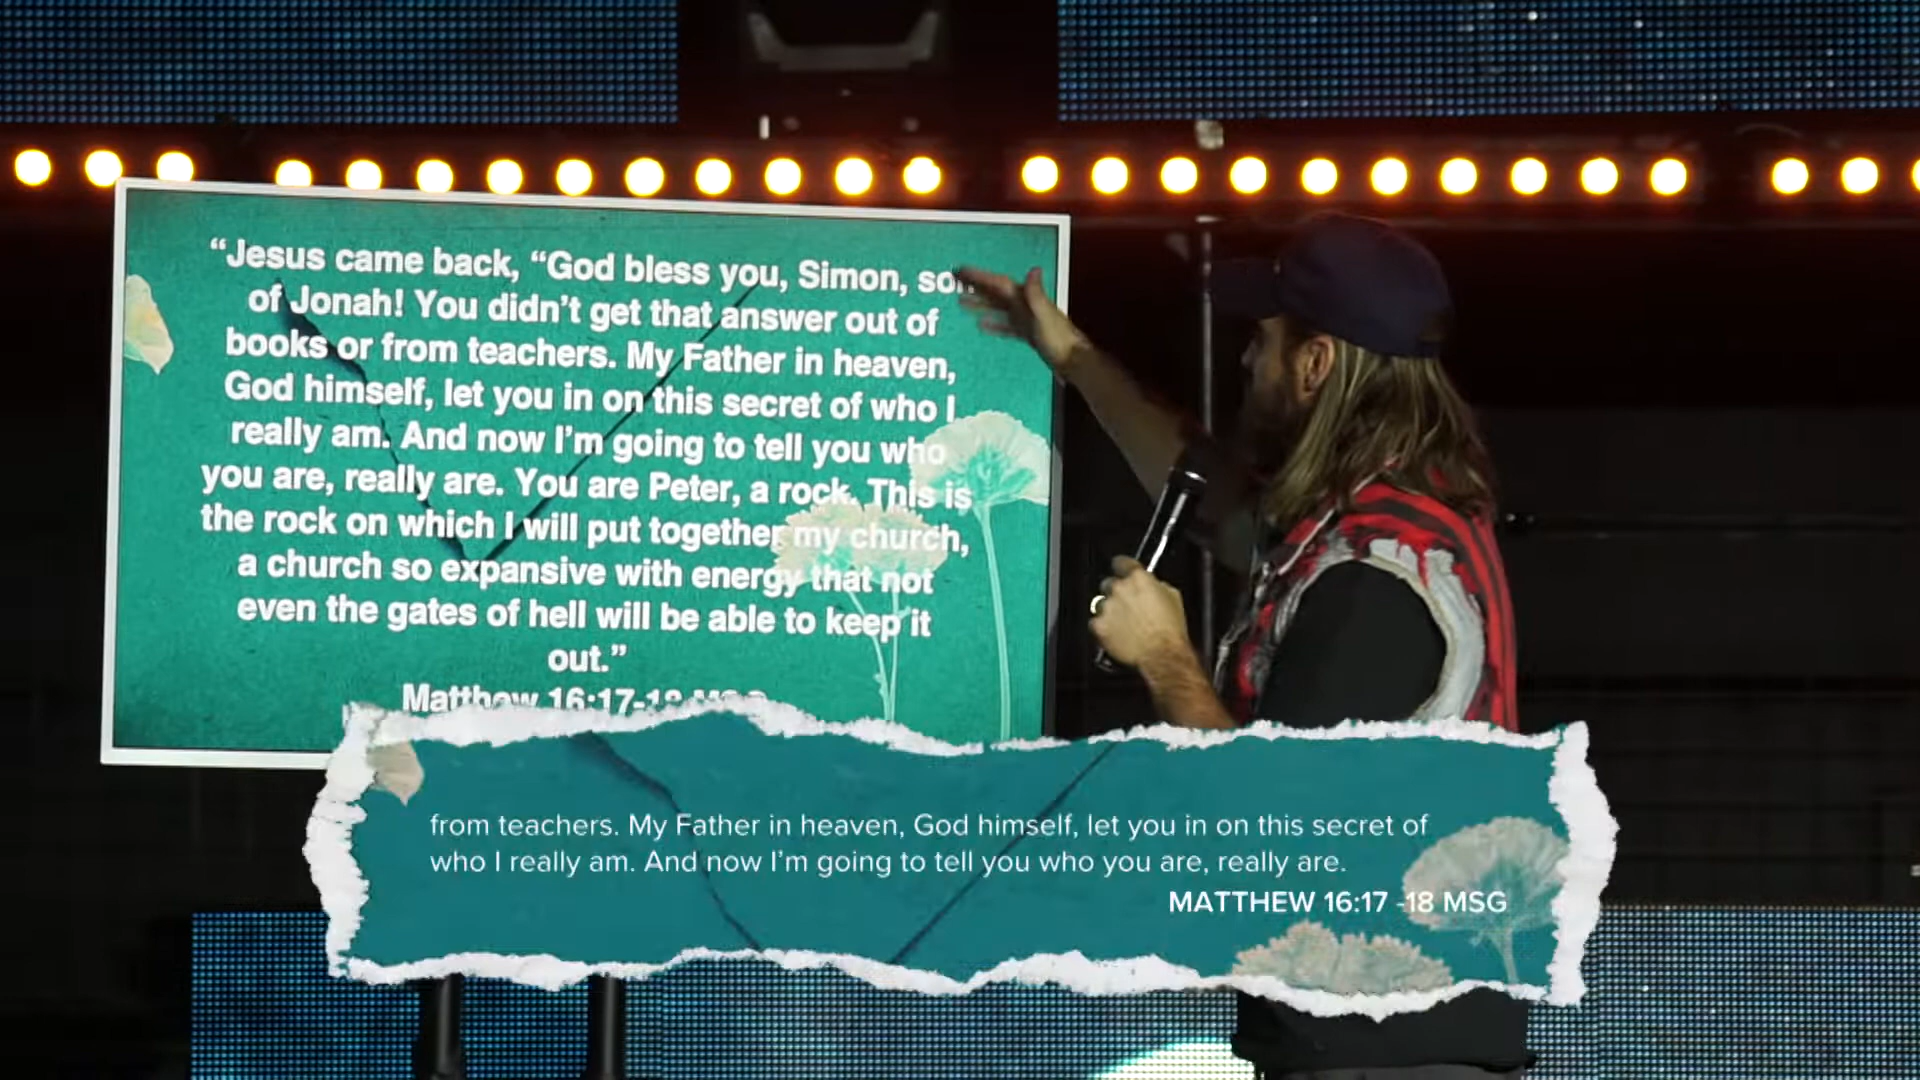 “Jesus came back, “God bless you, Simon, son
of Jonah! You didn’t get that answer out of
books or from teachers. My Father in heaven,
God himself, let you in on this secret of who I
really am. And now I’m going to tell you who
you are, really are. You are Peter, a rock. This is
the rock on which I will put together my church,
a church so expansive with energy that not
even the gates of hell will be able to keep it
out.”
Matthew 16:17-18 MSG
from teachers. My Father in heaven, God himself, let you in on this secret of
who I really am. And now I’m going to tell you who you are, really are.
MATTHEW 16:17 -18 MSG